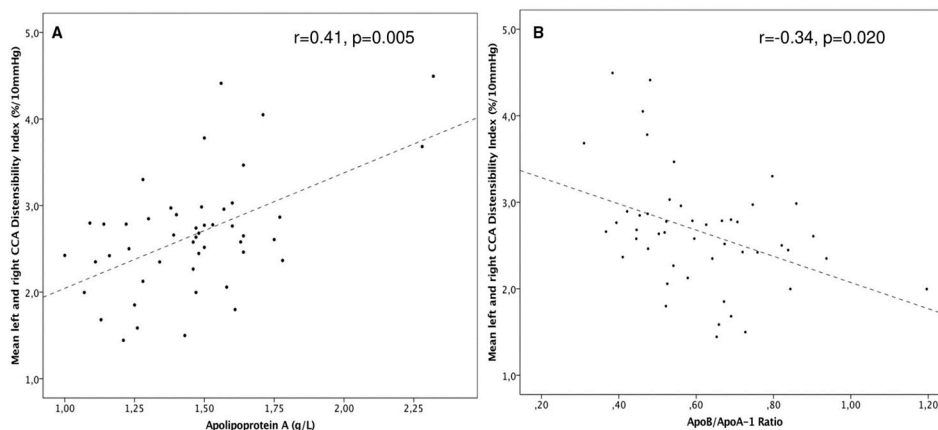 A
r=0.41, p=0.005
Mean left and right CCA Distensibility Index (%/10mmHg)
5,0
4,0
3,0
2,0
1,0
1,00 1,25 1,50 1,75 2,00 2,25
Apolipoprotein A (g/L)
B
r=-0.34, p=0.020
Mean left and right CCA Distensibility Index (%/10mmHg)
5,0
4,0
3,0
2,0
1,0
,20 ,40 ,60 ,80 1,00 1,20
ApoB/ApoA-1 Ratio